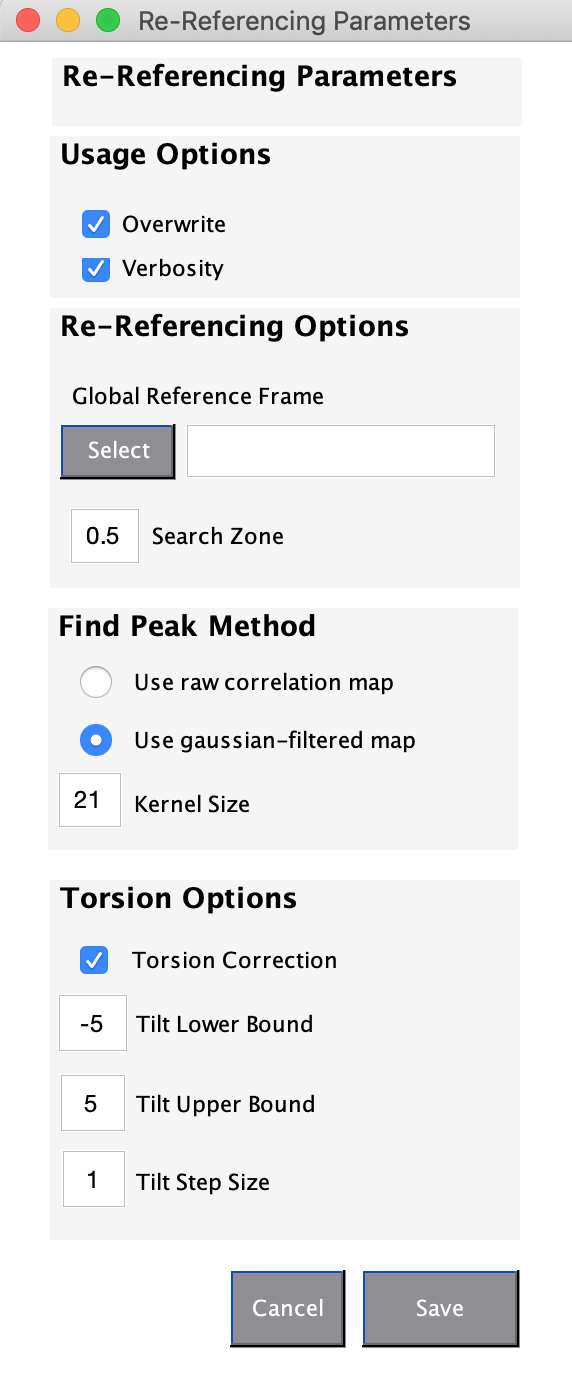 Re-Referencing Parameters
Re-Referencing Parameters
Usage Options
Overwrite
Verbosity
Re-Referencing Options
Global Reference Frame
Select
0.5 Search Zone
Find Peak Method
Use raw correlation map
Use gaussian-filtered map
21 Kernel Size
Torsion Options
Torsion Correction
-5 Tilt Lower Bound
5 Tilt Upper Bound
1 Tilt Step Size
Cancel Save